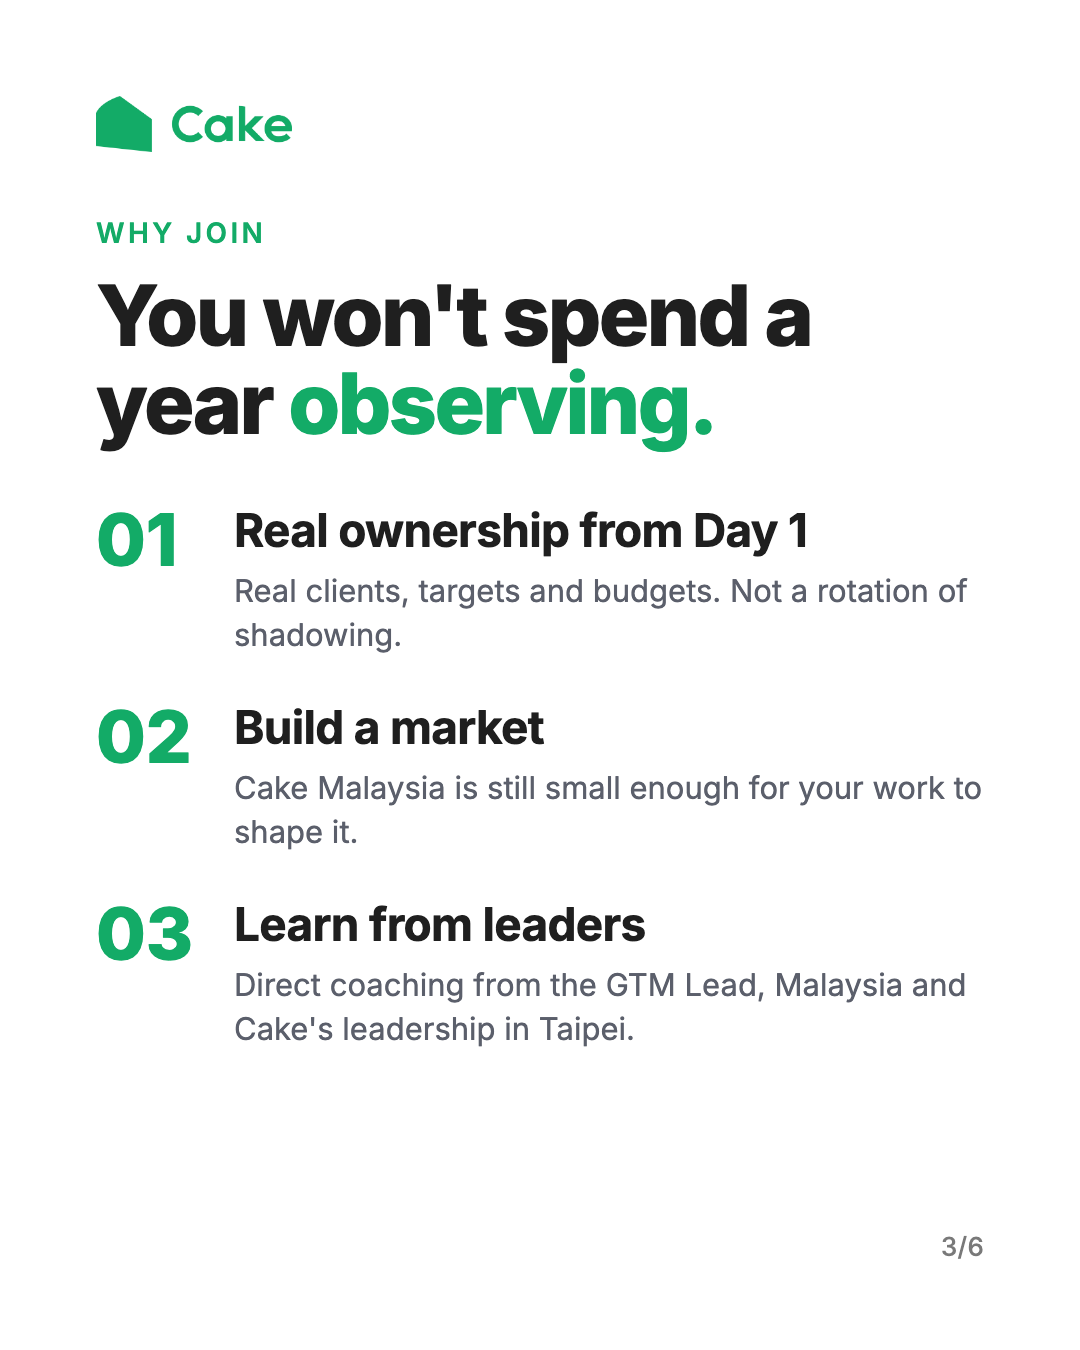 Cake
WHY JOIN
You won't spend a
year observing.
01
Real ownership from Day 1
Real clients, targets and budgets. Not a rotation of
shadowing.
02
Build a market
Cake Malaysia is still small enough for your work to
shape it.
03
Learn from leaders
Direct coaching from the GTM Lead, Malaysia and
Cake's leadership in Taipei.
3/6